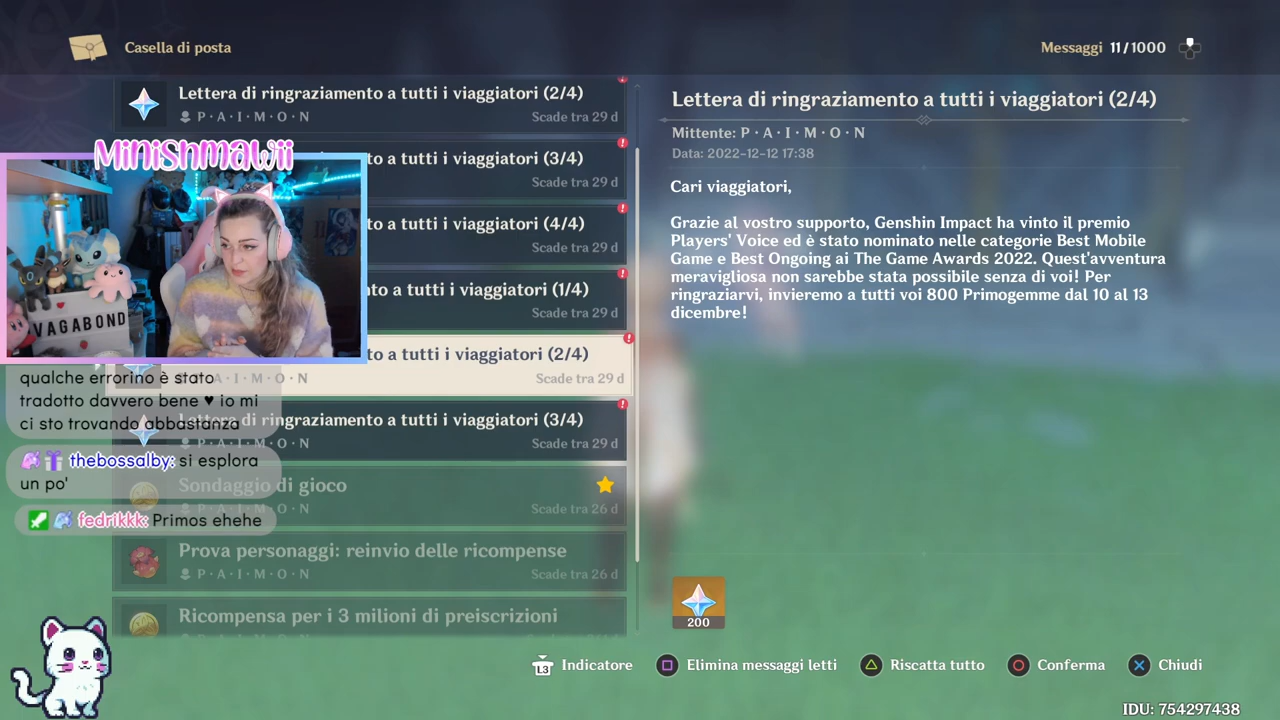 Casella di posta
Messaggi 11/1000
Lettera di ringraziamento a tutti i viaggiatori (2/4)
P·A·I·M·O·N
Scade tra 29 d
to a tutti i viaggiatori (3/4)
Scade tra 29 d
to a tutti i viaggiatori (4/4)
Scade tra 29 d
nto a tutti i viaggiatori (1/4)
Scade tra 29 d
to a tutti i viaggiatori (2/4)
A·I·M·O·N
Scade tra 29 d
Lettera di ringraziamento a tutti i viaggiatori (3/4)
P·A·I·M·O·N
Scade tra 29 d
Sondaggio di gioco
P·A·I·M·O·N
Scade tra 26 d
Prova personaggi: reinvio delle ricompense
P·A·I·M·O·N
Scade tra 26 d
Ricompensa per i 3 milioni di preiscrizioni
Minishmawii
VAGABOND
qualche errorino è stato
tradotto davvero bene ♥ io mi
ci sto trovando abbastanza
thebossalby: si esplora
un po'
fedrikkk: Primos ehehe
Lettera di ringraziamento a tutti i viaggiatori (2/4)
Mittente: P·A·I·M·O·N
Data: 2022-12-12 17:38
Cari viaggiatori,
Grazie al vostro supporto, Genshin Impact ha vinto il premio
Players' Voice ed è stato nominato nelle categorie Best Mobile
Game e Best Ongoing ai The Game Awards 2022. Quest'avventura
meravigliosa non sarebbe stata possibile senza di voi! Per
ringraziarvi, invieremo a tutti voi 800 Primogemme dal 10 al 13
dicembre!
200
L3 Indicatore
Elimina messaggi letti
Riscatta tutto
Conferma
Chiudi
IDU: 754297438